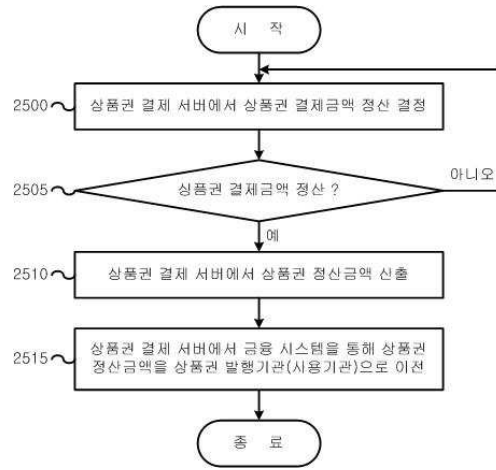 시 작
2500
상품권 결제 서버에서 상품권 결제금액 정산 결정
2505
상품권 결제금액 정산 ?
아니오
예
2510
상품권 결제 서버에서 상품권 정산금액 산출
2515
상품권 결제 서버에서 금융 시스템을 통해 상품권
정산금액을 상품권 발행기관(사용기관)으로 이전
종 료